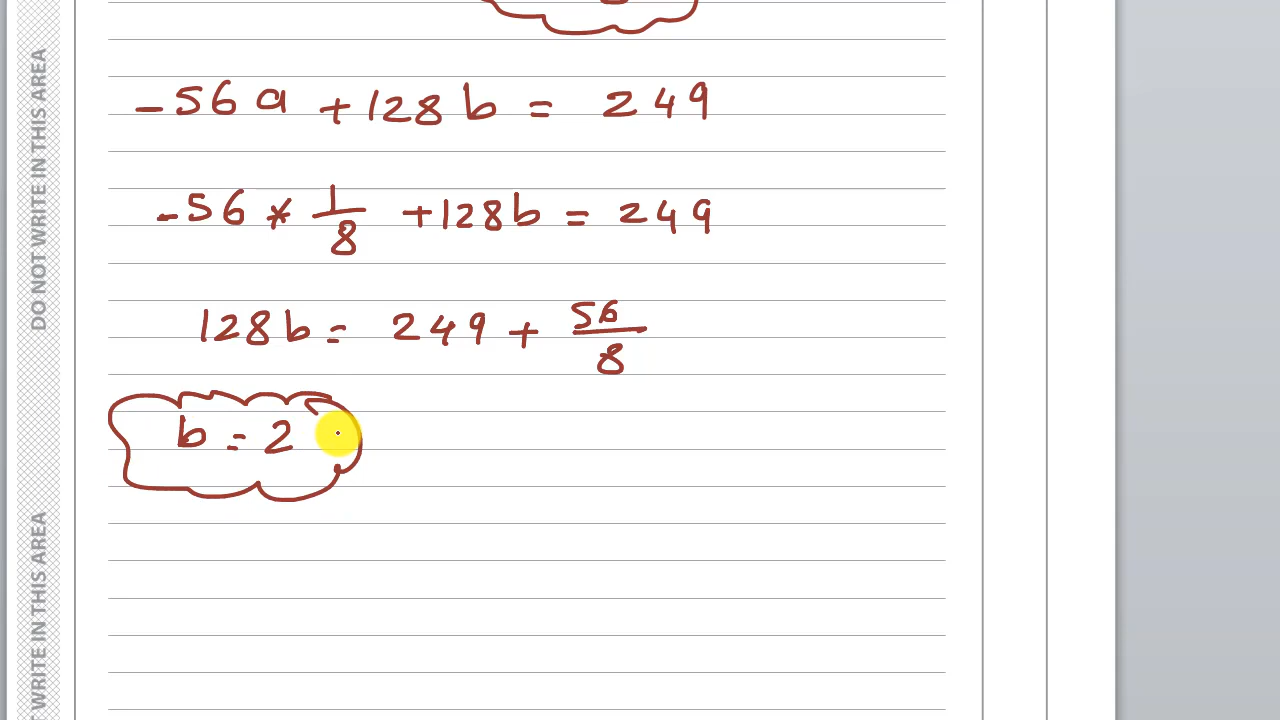 DO NOT WRITE IN THIS AREA
-56a + 128b = 249
-56 * 1/8 + 128b = 249
128b = 249 + 56/8
b = 2
WRITE IN THIS AREA